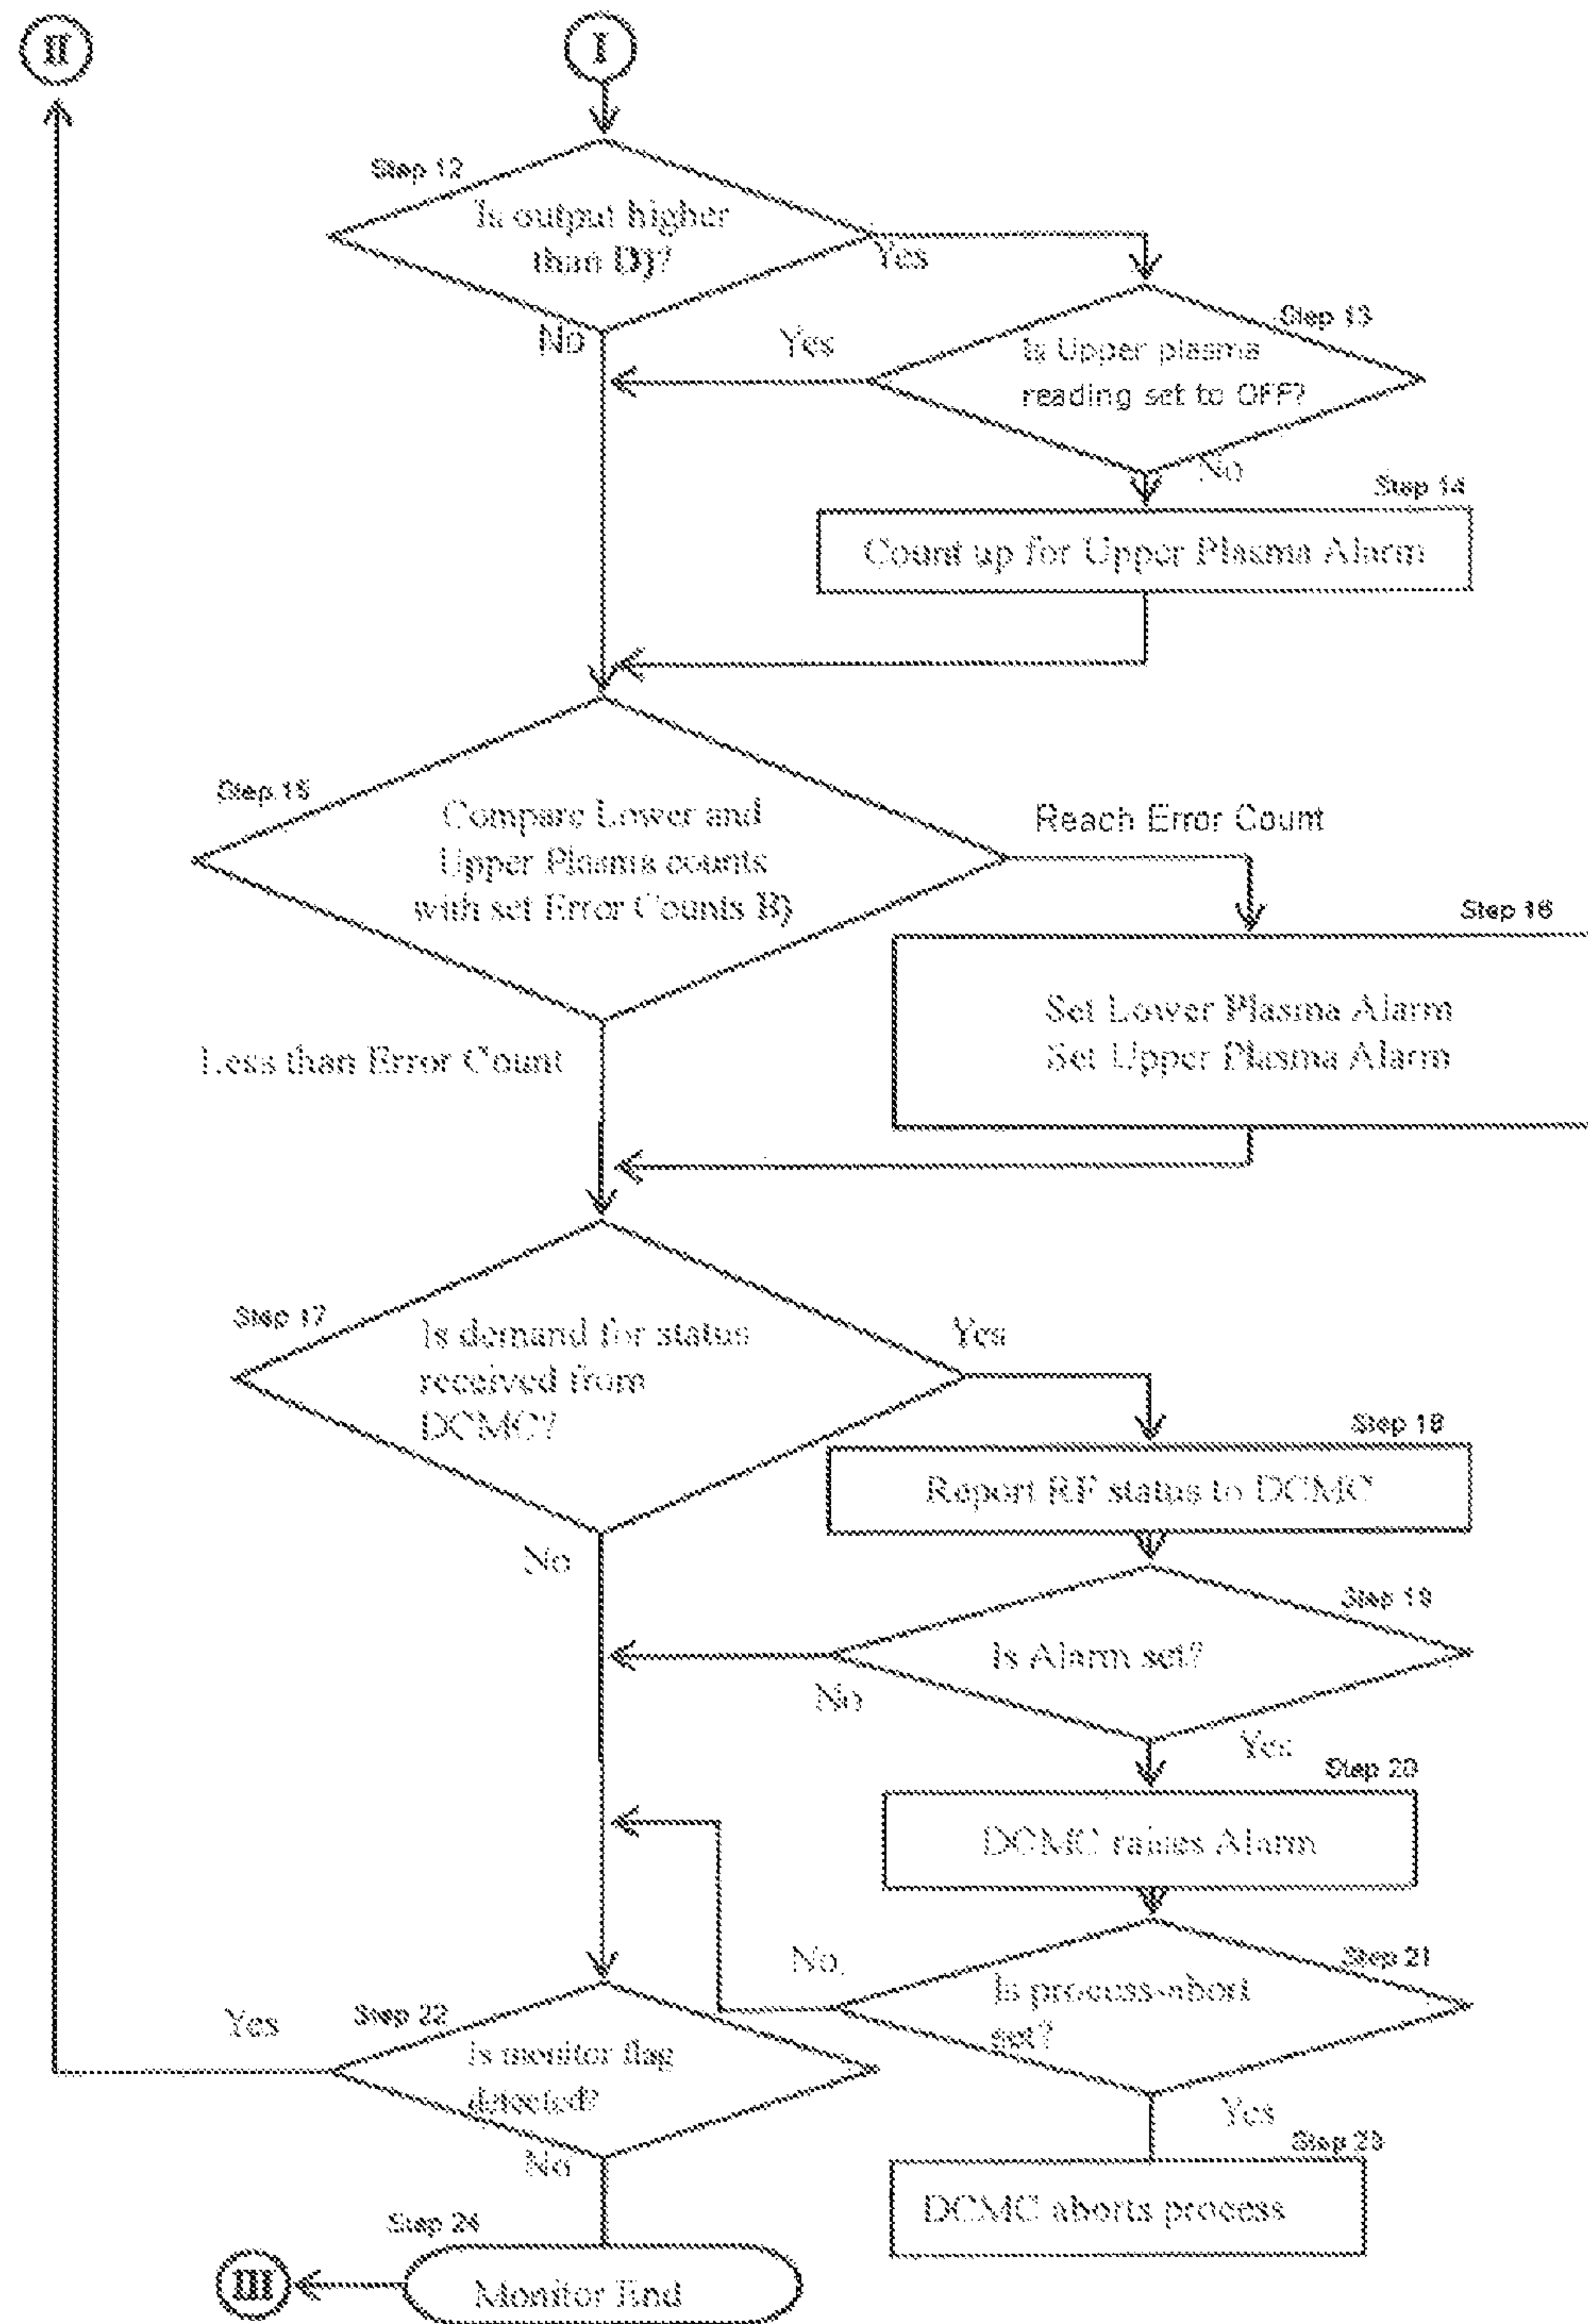 II
I
Step 12
Is output higher
than D)?
Yes
No
Step 13
Is Upper plasma
reading set to OFF?
Yes
No
Step 14
Count up for Upper Plasma Alarm
Step 15
Compare Lower and
Upper Plasma counts
with set Error Counts B)
Reach Error Count
Step 16
Set Lower Plasma Alarm
Set Upper Plasma Alarm
Less than Error Count
Step 17
Is demand for status
received from
DCMC?
Yes
Step 18
Report RF status to DCMC
No
Step 19
Is Alarm set?
No
Yes
Step 20
DCMC raises Alarm
Step 21
Is process-abort
set?
No
Yes
Step 22
Is monitor flag
detected?
Yes
No
Step 23
DCMC aborts process
Step 24
Monitor End
III